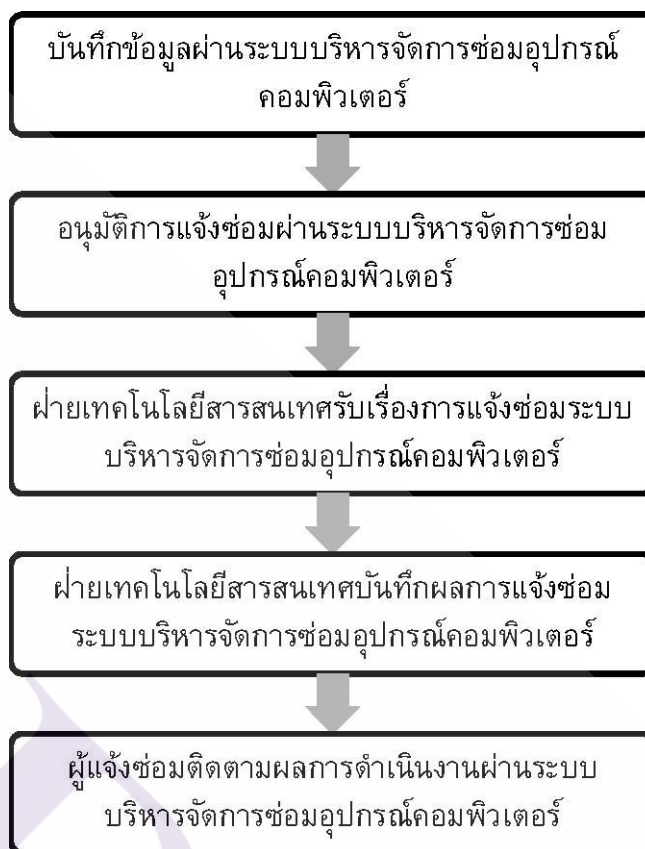 บันทึกข้อมูลผ่านระบบบริหารจัดการซ่อมอุปกรณ์
คอมพิวเตอร์
อนุมัติการแจ้งซ่อมผ่านระบบบริหารจัดการซ่อม
อุปกรณ์คอมพิวเตอร์
ฝ่ายเทคโนโลยีสารสนเทศรับเรื่องการแจ้งซ่อมระบบ
บริหารจัดการซ่อมอุปกรณ์คอมพิวเตอร์
ฝ่ายเทคโนโลยีสารสนเทศบันทึกผลการแจ้งซ่อม
ระบบบริหารจัดการซ่อมอุปกรณ์คอมพิวเตอร์
ผู้แจ้งซ่อมติดตามผลการดำเนินงานผ่านระบบ
บริหารจัดการซ่อมอุปกรณ์คอมพิวเตอร์